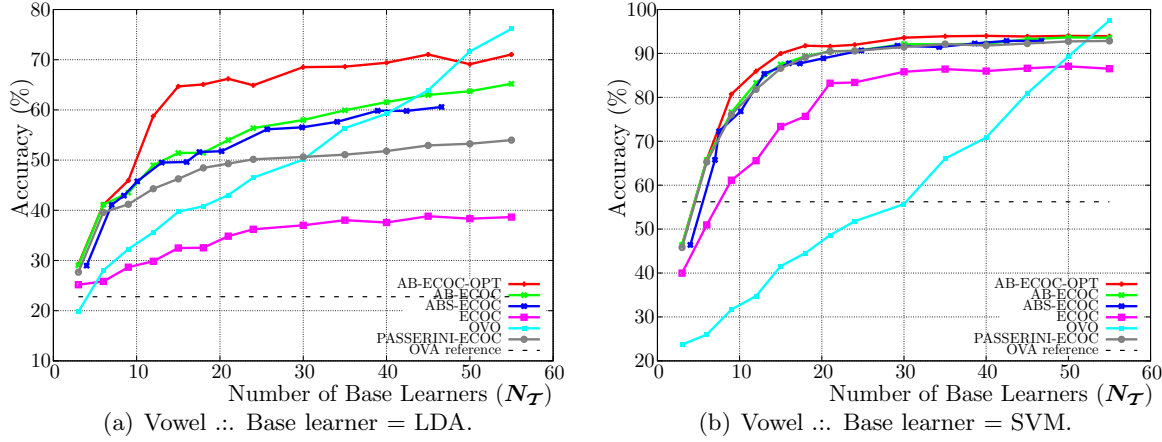 80
70
60
50
40
30
20
10
Accuracy (%)
0 10 20 30 40 50 60
Number of Base Learners (N_T)
AB-ECOC-OPT
AB-ECOC
ABS-ECOC
ECOC
OVO
PASSERINI-ECOC
OVA reference
(a) Vowel .:. Base learner = LDA.
100
90
80
70
60
50
40
30
20
Accuracy (%)
0 10 20 30 40 50 60
Number of Base Learners (N_T)
AB-ECOC-OPT
AB-ECOC
ABS-ECOC
ECOC
OVO
PASSERINI-ECOC
OVA reference
(b) Vowel .:. Base learner = SVM.